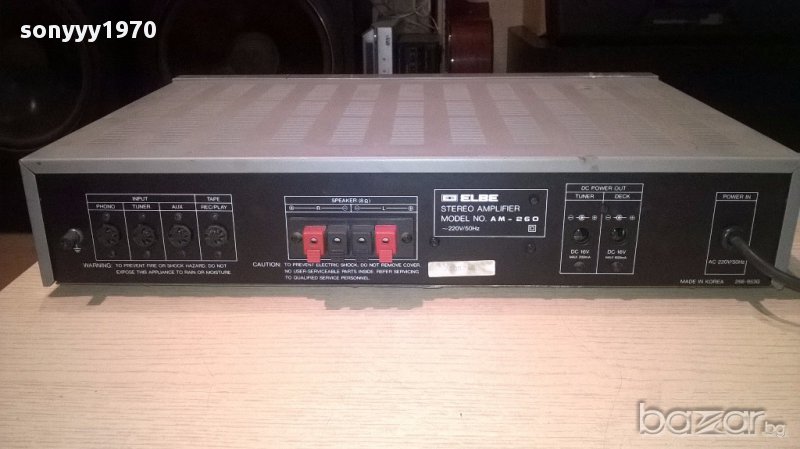 sonyyy1970
INPUT
TAPE
PHONO
TUNER
AUX
REC/PLAY
SPEAKER (8Ω)
R
L
ELBE
STEREO AMPLIFIER
MODEL NO. AM-260
~220V/50Hz
DC POWER OUT
TUNER
DECK
DC 16V
DC 16V
POWER IN
AC 220V/50Hz
WARNING: TO PREVENT FIRE OR SHOCK HAZARD, DO NOT
EXPOSE THIS APPLIANCE TO RAIN OR MOISTURE.
CAUTION: TO PREVENT ELECTRIC SHOCK, DO NOT REMOVE COVER.
NO USER-SERVICEABLE PARTS INSIDE. REFER SERVICING
TO QUALIFIED SERVICE PERSONNEL.
MADE IN KOREA
bazar.bg